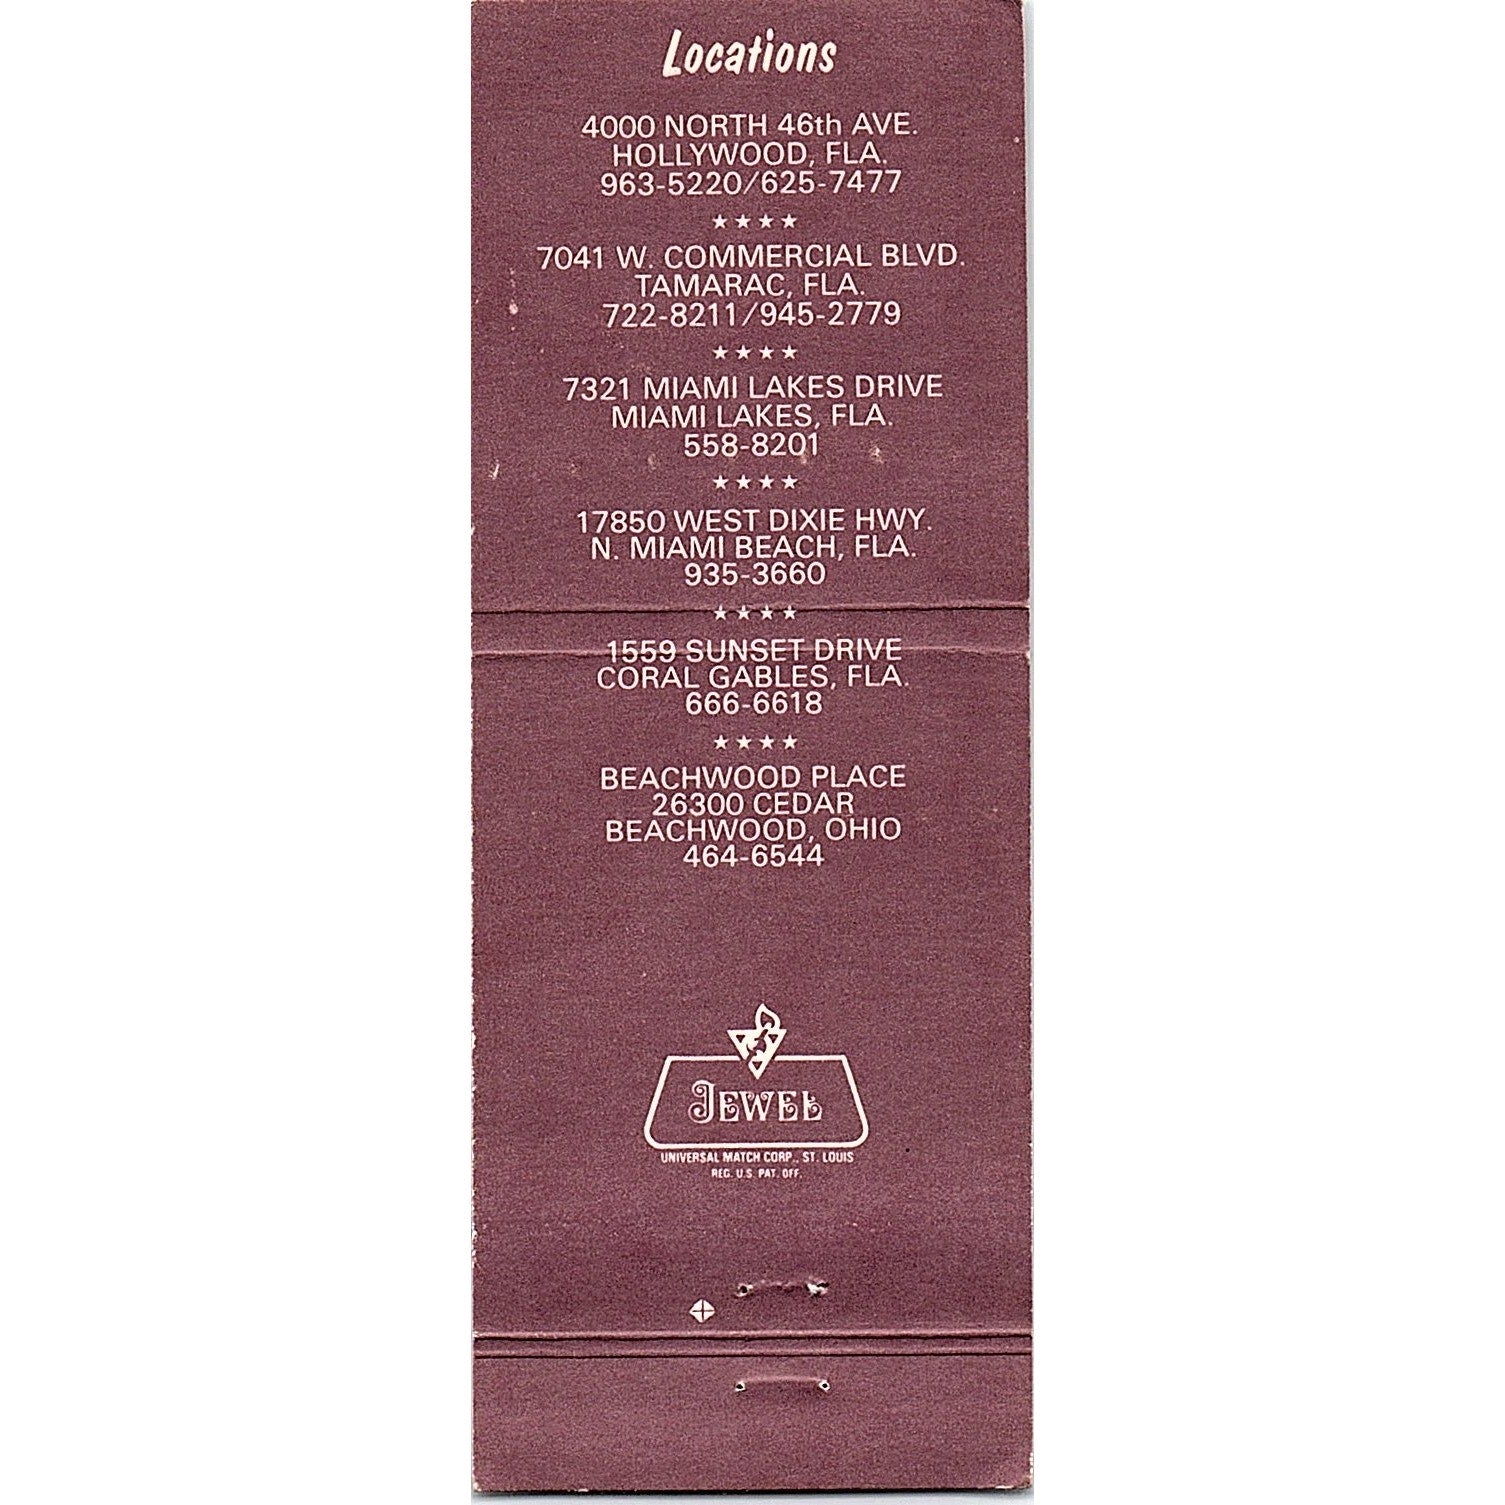 Locations
4000 NORTH 46th AVE.
HOLLYWOOD, FLA.
963-5220/625-7477
★★★★
7041 W. COMMERCIAL BLVD.
TAMARAC, FLA.
722-8211/945-2779
★★★★
7321 MIAMI LAKES DRIVE
MIAMI LAKES, FLA.
558-8201
★★★★
17850 WEST DIXIE HWY.
N. MIAMI BEACH, FLA.
935-3660
★★★★
1559 SUNSET DRIVE
CORAL GABLES, FLA.
666-6618
★★★★
BEACHWOOD PLACE
26300 CEDAR
BEACHWOOD, OHIO
464-6544
JEWEL
UNIVERSAL MATCH CORP., ST. LOUIS
REG. U.S. PAT. OFF.